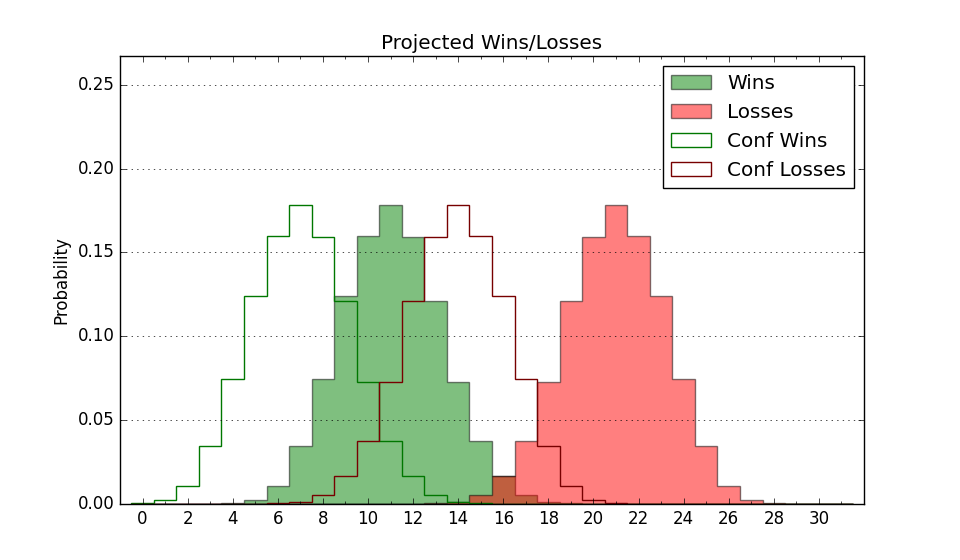 Projected Wins/Losses
Probability
0.25
0.20
0.15
0.10
0.05
0.00
0 2 4 6 8 10 12 14 16 18 20 22 24 26 28 30
Wins
Losses
Conf Wins
Conf Losses